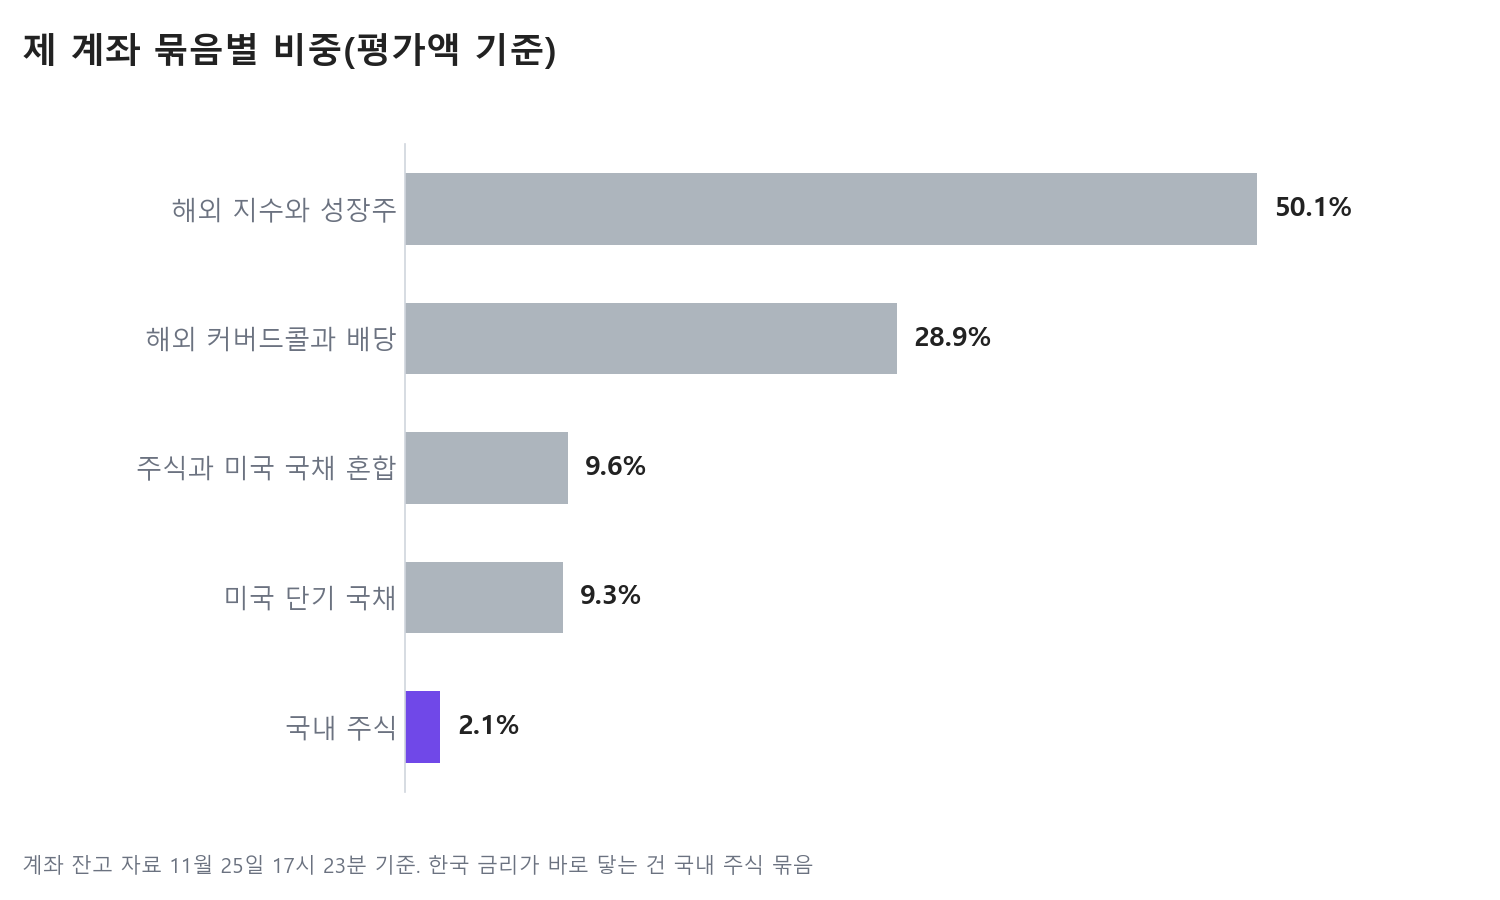 제 계좌 묶음별 비중(평가액 기준)
해외 지수와 성장주 50.1%
해외 커버드콜과 배당 28.9%
주식과 미국 국채 혼합 9.6%
미국 단기 국채 9.3%
국내 주식 2.1%
계좌 잔고 자료 11월 25일 17시 23분 기준. 한국 금리가 바로 닿는 건 국내 주식 묶음